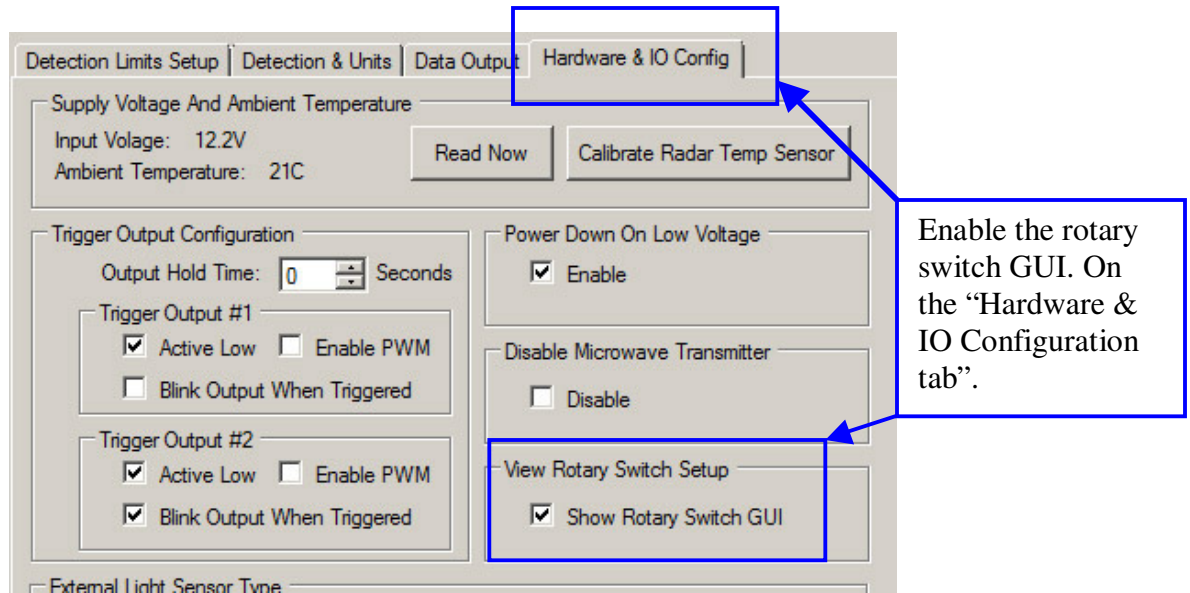 Detection Limits Setup Detection & Units Data Output Hardware & IO Config
Supply Voltage And Ambient Temperature
Input Volage: 12.2V
Ambient Temperature: 21C
Read Now
Calibrate Radar Temp Sensor
Trigger Output Configuration
Output Hold Time: 0 Seconds
Trigger Output #1
Active Low Enable PWM
Blink Output When Triggered
Trigger Output #2
Active Low Enable PWM
Blink Output When Triggered
Power Down On Low Voltage
Enable
Disable Microwave Transmitter
Disable
View Rotary Switch Setup
Show Rotary Switch GUI
External Light Sensor Type
Enable the rotary
switch GUI. On
the “Hardware &
IO Configuration
tab”.